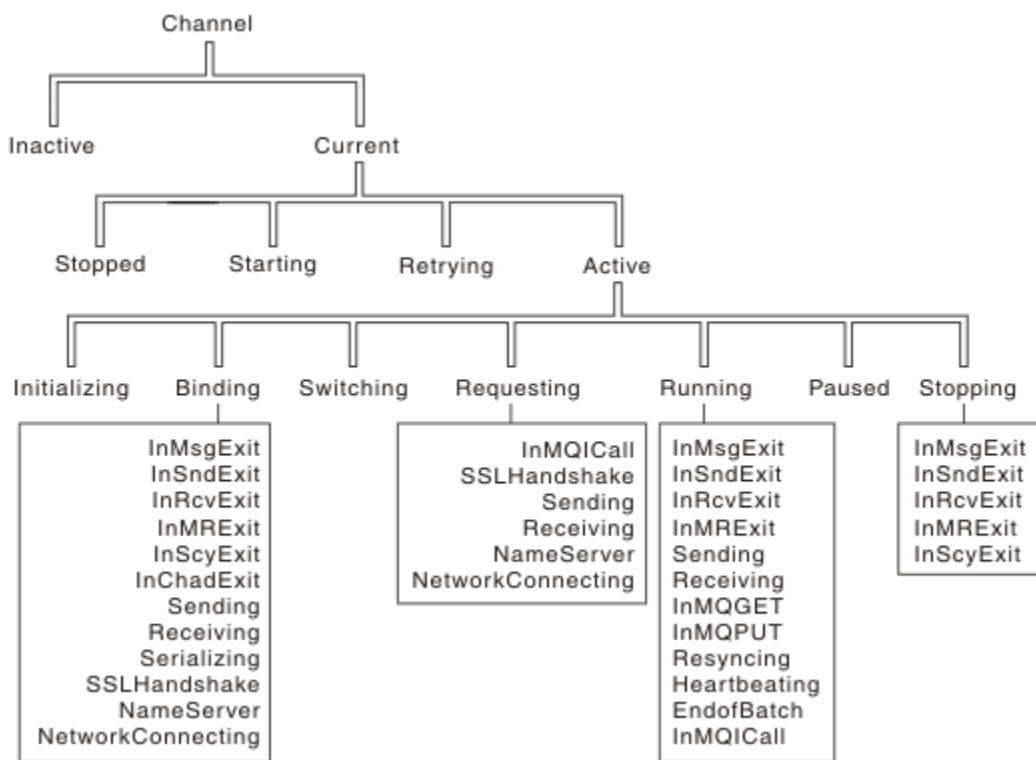 Channel
Inactive
Current
Stopped
Starting
Retrying
Active
Initializing
Binding
Switching
Requesting
Running
Paused
Stopping
InMsgExit
InSndExit
InRcvExit
InMRExit
InScyExit
InChadExit
Sending
Receiving
Serializing
SSLHandshake
NameServer
NetworkConnecting
InMQICall
SSLHandshake
Sending
Receiving
NameServer
NetworkConnecting
InMsgExit
InSndExit
InRcvExit
InMRExit
Sending
Receiving
InMQGET
InMQPUT
Resyncing
Heartbeating
EndofBatch
InMQICall
InMsgExit
InSndExit
InRcvExit
InMRExit
InScyExit